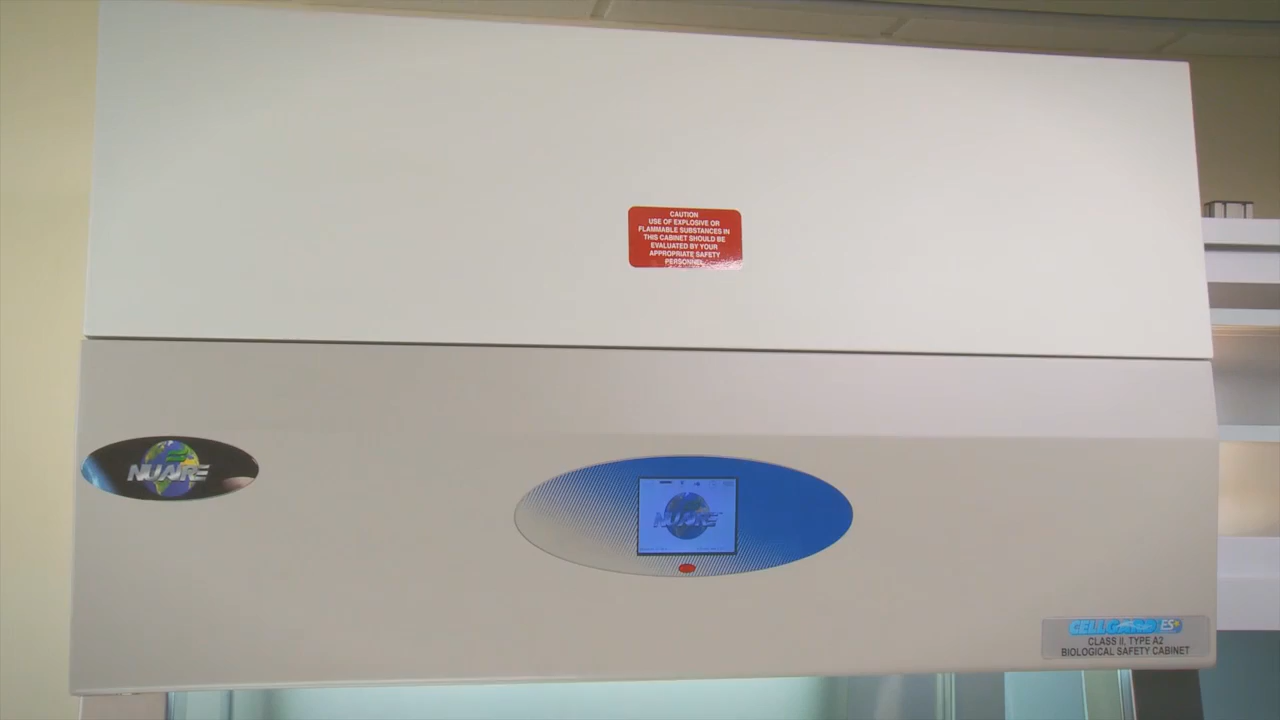 CAUTION
USE OF EXPLOSIVE OR
FLAMMABLE SUBSTANCES IN
THIS CABINET SHOULD BE
EVALUATED BY YOUR
APPROPRIATE SAFETY
PERSONNEL
NUAIRE
NUAIRE
CELLGARD ES
CLASS II, TYPE A2
BIOLOGICAL SAFETY CABINET